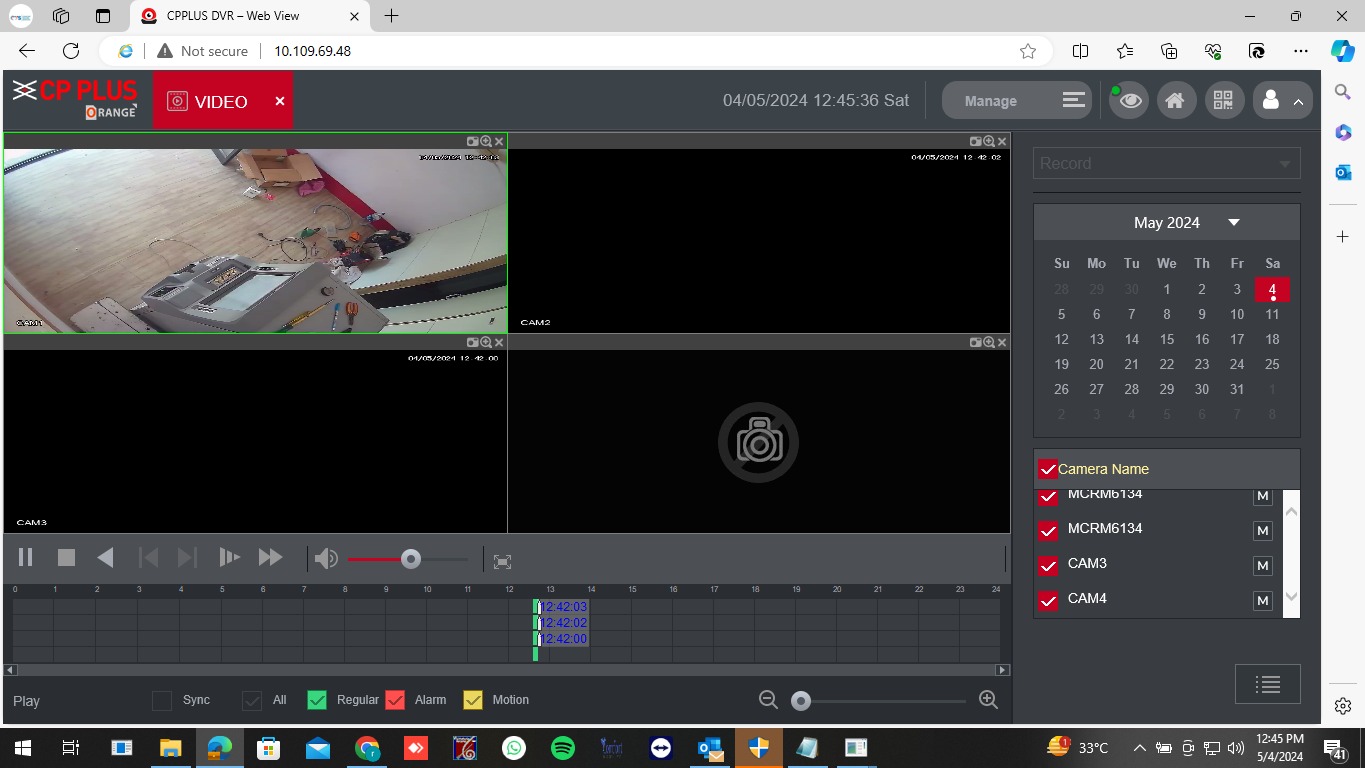 CPPLUS DVR – Web View
Not secure
10.109.69.48
CP PLUS
ORANGE
VIDEO
04/05/2024 12:45:36 Sat
Manage
04/05/2024 12:42:03
04/05/2024 12:42:02
CAM1
CAM2
04/05/2024 12:42:00
CAM3
Record
May 2024
Su Mo Tu We Th Fr Sa
28 29 30 1 2 3 4
5 6 7 8 9 10 11
12 13 14 15 16 17 18
19 20 21 22 23 24 25
26 27 28 29 30 31 1
2 3 4 5 6 7 8
Camera Name
MCRM6134 M
MCRM6134 M
CAM3 M
CAM4 M
0 1 2 3 4 5 6 7 8 9 10 11 12 13 14 15 16 17 18 19 20 21 22 23 24
12:42:03
12:42:02
12:42:00
Play
Sync
All
Regular
Alarm
Motion
33°C
12:45 PM
5/4/2024
41